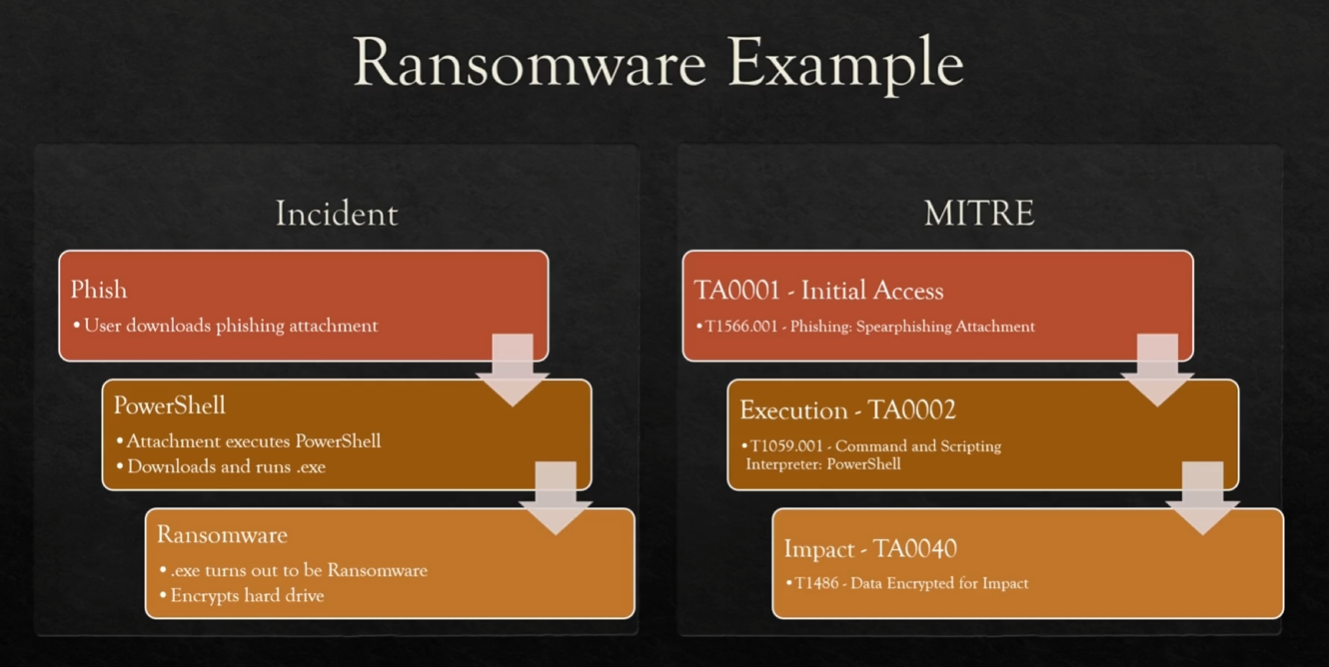 Ransomware Example
Incident
Phish
• User downloads phishing attachment
PowerShell
• Attachment executes PowerShell
• Downloads and runs .exe
Ransomware
• .exe turns out to be Ransomware
• Encrypts hard drive
MITRE
TA0001 - Initial Access
• T1566.001 - Phishing: Spearphishing Attachment
Execution - TA0002
• T1059.001 - Command and Scripting
Interpreter: PowerShell
Impact - TA0040
• T1486 - Data Encrypted for Impact